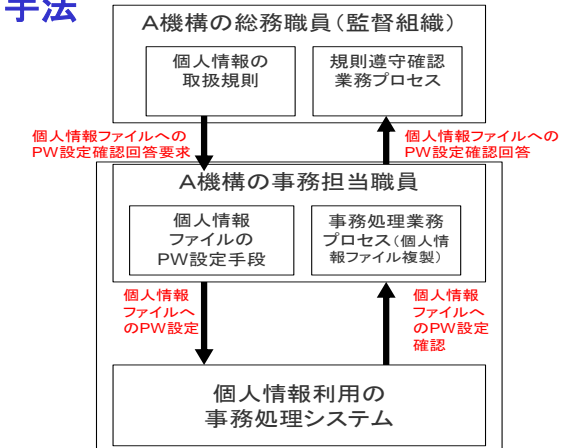 手法
A機構の総務職員(監督組織)
個人情報の
取扱規則
規則遵守確認
業務プロセス
個人情報ファイルへの
PW設定確認回答要求
個人情報ファイルへの
PW設定確認回答
A機構の事務担当職員
個人情報
ファイルの
PW設定手段
事務処理業務
プロセス(個人情
報ファイル複製)
個人情報
ファイルへ
のPW設定
個人情報
ファイルへ
のPW設定
確認
個人情報利用の
事務処理システム